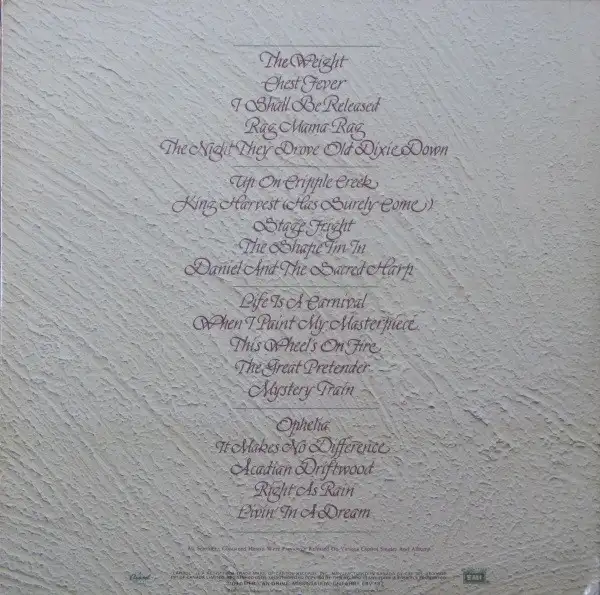 The Weight
Chest Fever
I Shall Be Released
Rag Mama Rag
The Night They Drove Old Dixie Down
Up On Cripple Creek
King Harvest (Has Surely Come)
Stage Fright
The Shape I'm In
Daniel And The Sacred Harp
Life Is A Carnival
When I Paint My Masterpiece
This Wheel's On Fire
The Great Pretender
Mystery Train
Ophelia
It Makes No Difference
Acadian Driftwood
Right As Rain
Livin' In A Dream
Capitol
EMI